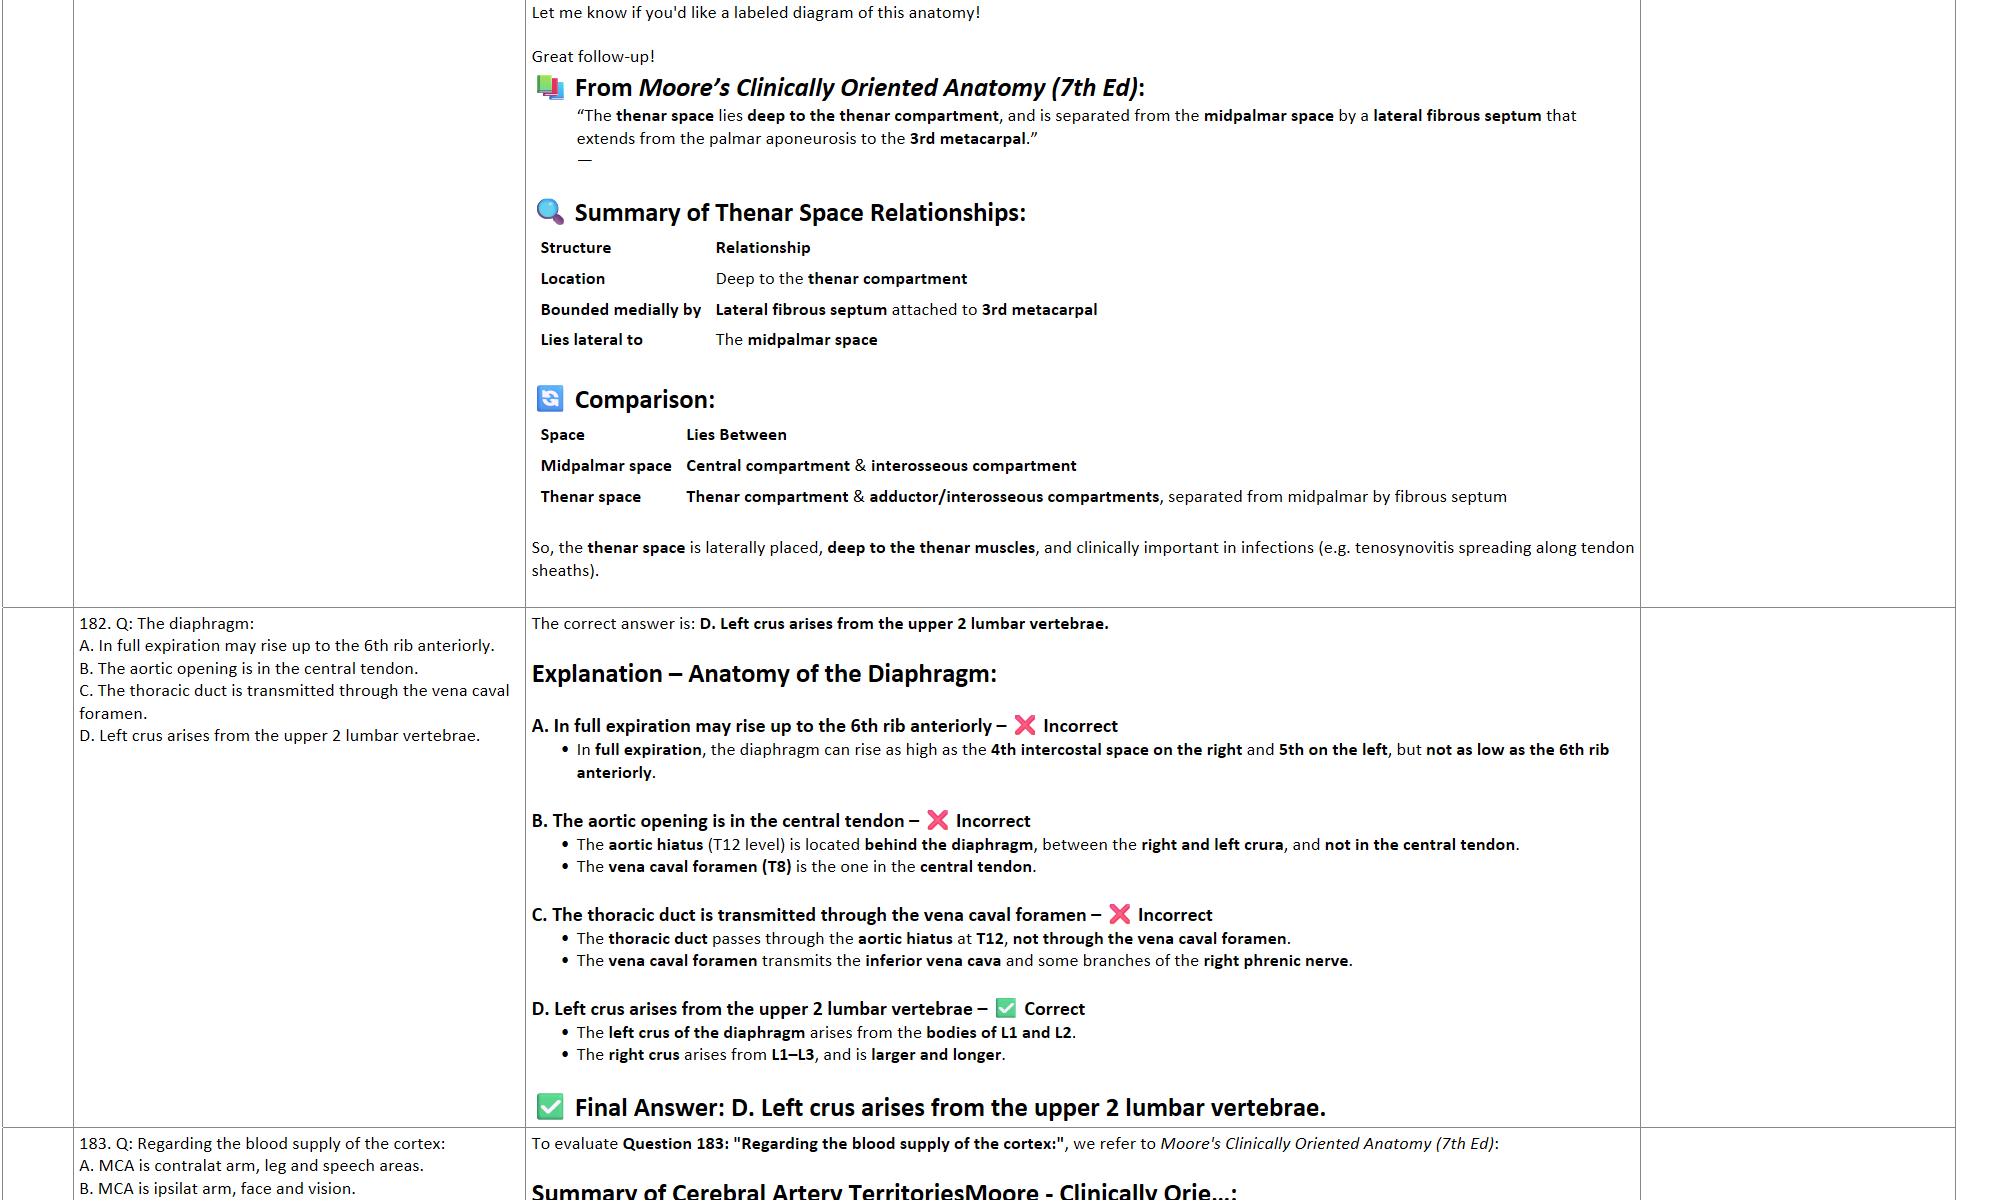 Let me know if you'd like a labeled diagram of this anatomy!
Great follow-up!
From Moore’s Clinically Oriented Anatomy (7th Ed):
“The thenar space lies deep to the thenar compartment, and is separated from the midpalmar space by a lateral fibrous septum that
extends from the palmar aponeurosis to the 3rd metacarpal.”
—
Summary of Thenar Space Relationships:
Structure Relationship
Location Deep to the thenar compartment
Bounded medially by Lateral fibrous septum attached to 3rd metacarpal
Lies lateral to The midpalmar space
Comparison:
Space Lies Between
Midpalmar space Central compartment & interosseous compartment
Thenar space Thenar compartment & adductor/interosseous compartments, separated from midpalmar by fibrous septum
So, the thenar space is laterally placed, deep to the thenar muscles, and clinically important in infections (e.g. tenosynovitis spreading along tendon
sheaths).
182. Q: The diaphragm:
A. In full expiration may rise up to the 6th rib anteriorly.
B. The aortic opening is in the central tendon.
C. The thoracic duct is transmitted through the vena caval
foramen.
D. Left crus arises from the upper 2 lumbar vertebrae.
The correct answer is: D. Left crus arises from the upper 2 lumbar vertebrae.
Explanation – Anatomy of the Diaphragm:
A. In full expiration may rise up to the 6th rib anteriorly – ❌ Incorrect
• In full expiration, the diaphragm can rise as high as the 4th intercostal space on the right and 5th on the left, but not as low as the 6th rib
anteriorly.
B. The aortic opening is in the central tendon – ❌ Incorrect
• The aortic hiatus (T12 level) is located behind the diaphragm, between the right and left crura, and not in the central tendon.
• The vena caval foramen (T8) is the one in the central tendon.
C. The thoracic duct is transmitted through the vena caval foramen – ❌ Incorrect
• The thoracic duct passes through the aortic hiatus at T12, not through the vena caval foramen.
• The vena caval foramen transmits the inferior vena cava and some branches of the right phrenic nerve.
D. Left crus arises from the upper 2 lumbar vertebrae – ✅ Correct
• The left crus of the diaphragm arises from the bodies of L1 and L2.
• The right crus arises from L1–L3, and is larger and longer.
✅ Final Answer: D. Left crus arises from the upper 2 lumbar vertebrae.
183. Q: Regarding the blood supply of the cortex:
A. MCA is contralat arm, leg and speech areas.
B. MCA is ipsilat arm, face and vision.
To evaluate Question 183: "Regarding the blood supply of the cortex:", we refer to Moore's Clinically Oriented Anatomy (7th Ed):
Summary of Cerebral Artery TerritoriesMoore - Clinically Orie...: